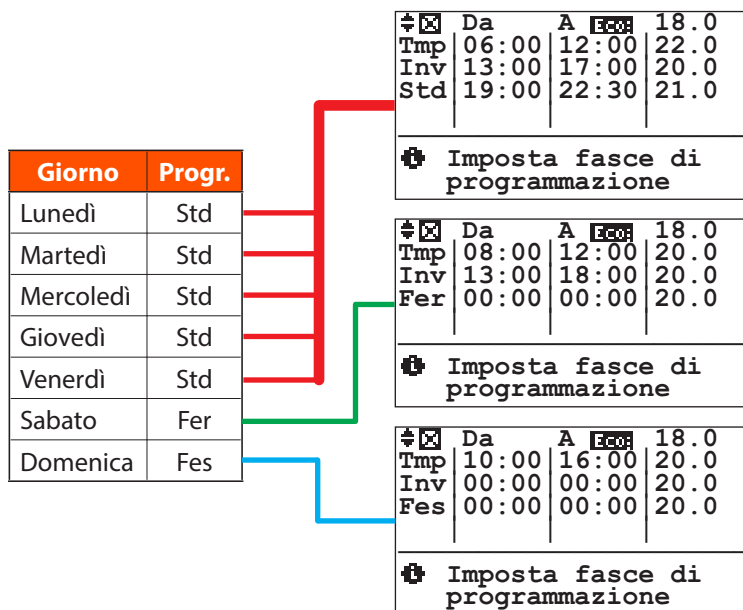 Giorno Progr.
Lunedì Std
Martedì Std
Mercoledì Std
Giovedì Std
Venerdì Std
Sabato Fer
Domenica Fes
Da A Eco: 18.0
Tmp 06:00 12:00 22.0
Inv 13:00 17:00 20.0
Std 19:00 22:30 21.0
Imposta fasce di
programmazione
Da A Eco: 18.0
Tmp 08:00 12:00 20.0
Inv 13:00 18:00 20.0
Fer 00:00 00:00 20.0
Imposta fasce di
programmazione
Da A Eco: 18.0
Tmp 10:00 16:00 20.0
Inv 00:00 00:00 20.0
Fes 00:00 00:00 20.0
Imposta fasce di
programmazione